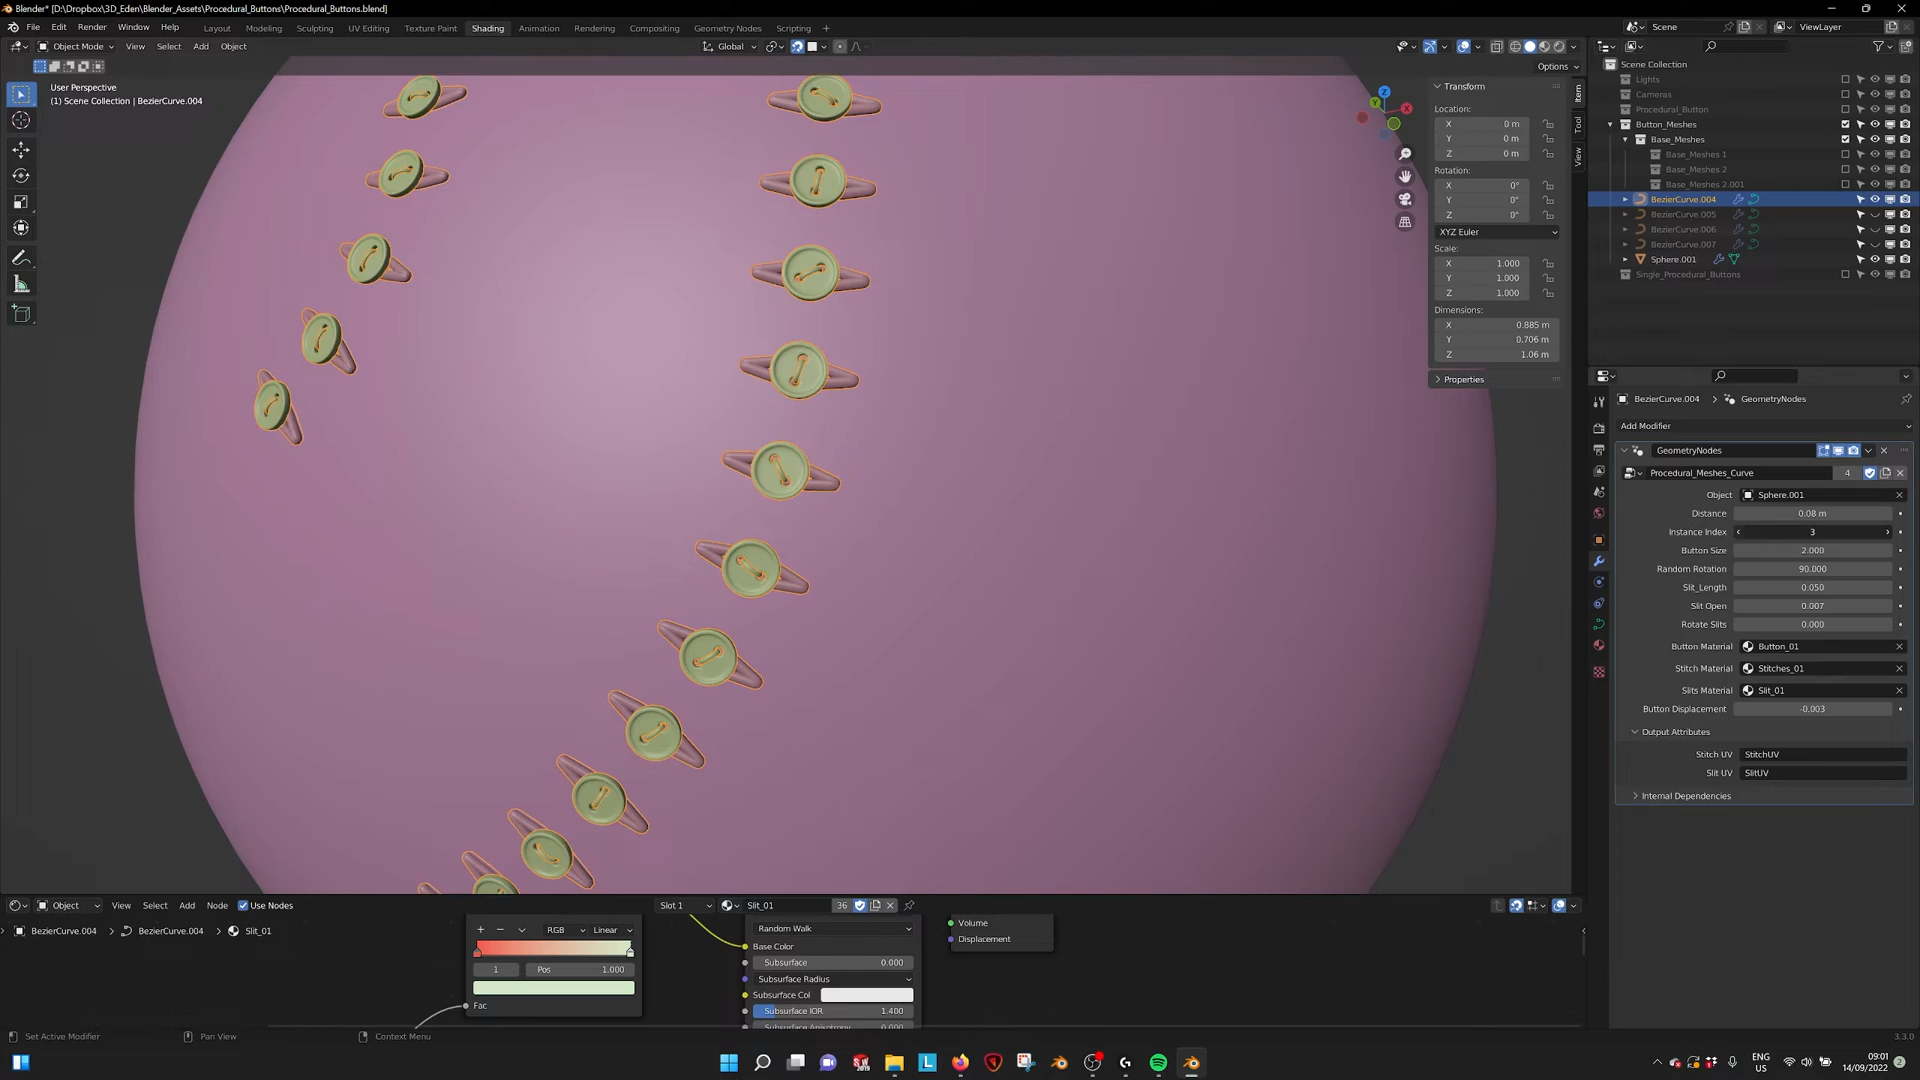 Blender* [D:\Dropbox\3D_Eden\Blender_Assets\Procedural_Buttons\Procedural_Buttons.blend]
File Edit Render Window Help Layout Modeling Sculpting UV Editing Texture Paint Shading Animation Rendering Compositing Geometry Nodes Scripting + Scene ViewLayer
Object Mode View Select Add Object Global
Options
User Perspective
(1) Scene Collection | BezierCurve.004
Z
X
Y
Transform
Location:
X 0 m
Y 0 m
Z 0 m
Rotation:
X 0°
Y 0°
Z 0°
XYZ Euler
Scale:
X 1.000
Y 1.000
Z 1.000
Dimensions:
X 0.885 m
Y 0.706 m
Z 1.06 m
Properties
Item
Tool
View
Scene Collection
Lights
Cameras
Procedural_Button
Button_Meshes
Base_Meshes
Base_Meshes 1
Base_Meshes 2
Base_Meshes 2.001
BezierCurve.004
BezierCurve.005
BezierCurve.006
BezierCurve.007
Sphere.001
Single_Procedural_Buttons
BezierCurve.004 > GeometryNodes
Add Modifier
GeometryNodes
Procedural_Meshes_Curve 4
Object Sphere.001
Distance 0.08 m
Instance Index 3
Button Size 2.000
Random Rotation 90.000
Slit_Length 0.050
Slit Open 0.007
Rotate Slits 0.000
Button Material Button_01
Stitch Material Stitches_01
Slits Material Slit_01
Button Displacement -0.003
Output Attributes
Stitch UV StitchUV
Slit UV SlitUV
Internal Dependencies
Object View Select Add Node Use Nodes Slot 1 Slit_01 36
BezierCurve.004 > BezierCurve.004 > Slit_01
+ − RGB Linear
1 Pos 1.000
Fac
Random Walk
Base Color
Subsurface 0.000
Subsurface Radius
Subsurface Col
Subsurface IOR 1.400
Subsurface Anisotropy 0.000
Volume
Displacement
Set Active Modifier Pan View Context Menu 3.3.0
SW
2019
L
ENG
US
09:01
14/09/2022
2